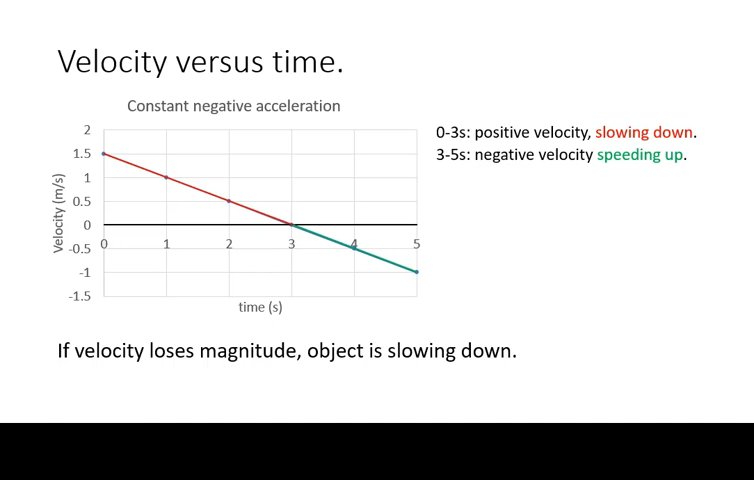 Velocity versus time.
Constant negative acceleration
2
1.5
1
0.5
0
-0.5
-1
-1.5
Velocity (m/s)
0 1 2 3 4 5
time (s)
0-3s: positive velocity, slowing down.
3-5s: negative velocity speeding up.
If velocity loses magnitude, object is slowing down.